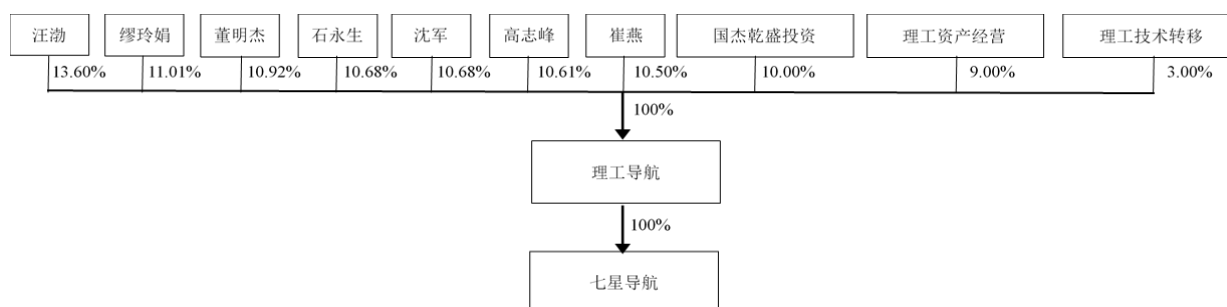 汪渤 缪玲娟 董明杰 石永生 沈军 高志峰 崔燕 国杰乾盛投资 理工资产经营 理工技术转移
13.60% 11.01% 10.92% 10.68% 10.68% 10.61% 10.50% 10.00% 9.00% 3.00%
100%
理工导航
100%
七星导航